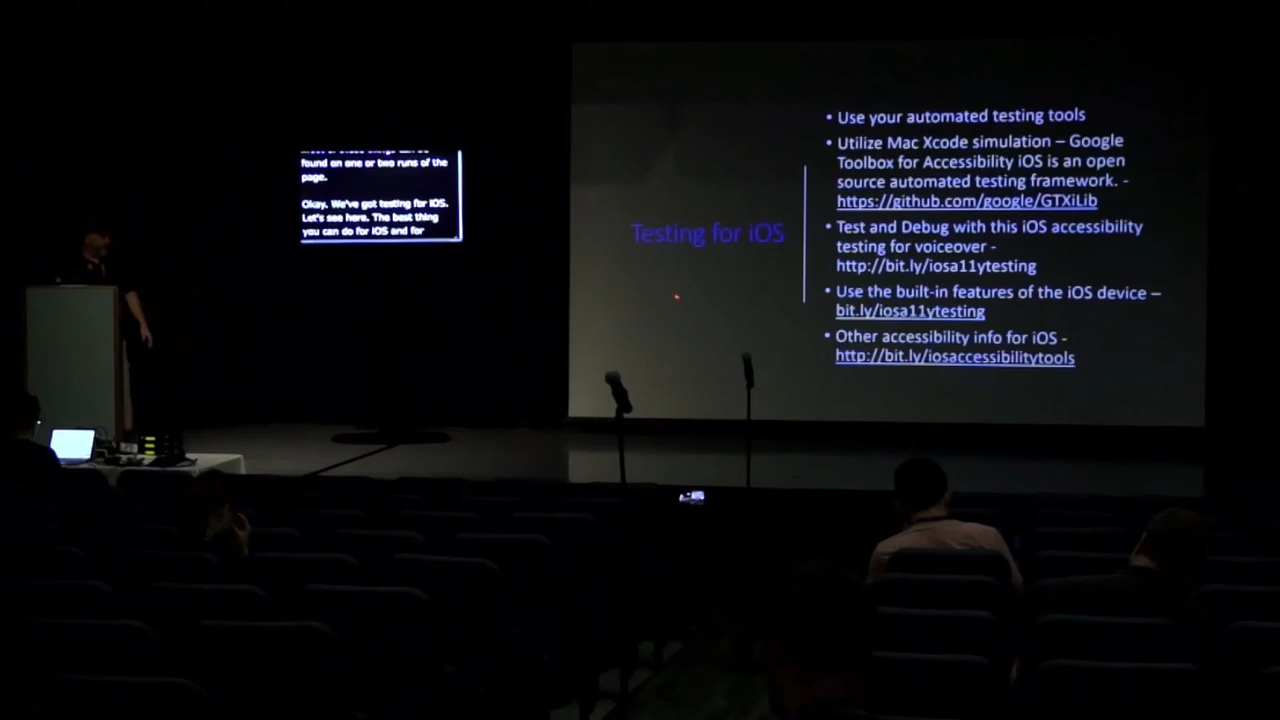 found on one or two runs of the
page.
Okay. We've got testing for iOS.
Let's see here. The best thing
you can do for iOS and for
Testing for iOS
• Use your automated testing tools
• Utilize Mac Xcode simulation – Google
Toolbox for Accessibility iOS is an open
source automated testing framework. -
https://github.com/google/GTXiLib
• Test and Debug with this iOS accessibility
testing for voiceover -
http://bit.ly/iosa11ytesting
• Use the built-in features of the iOS device –
bit.ly/iosa11ytesting
• Other accessibility info for iOS -
http://bit.ly/iosaccessibilitytools